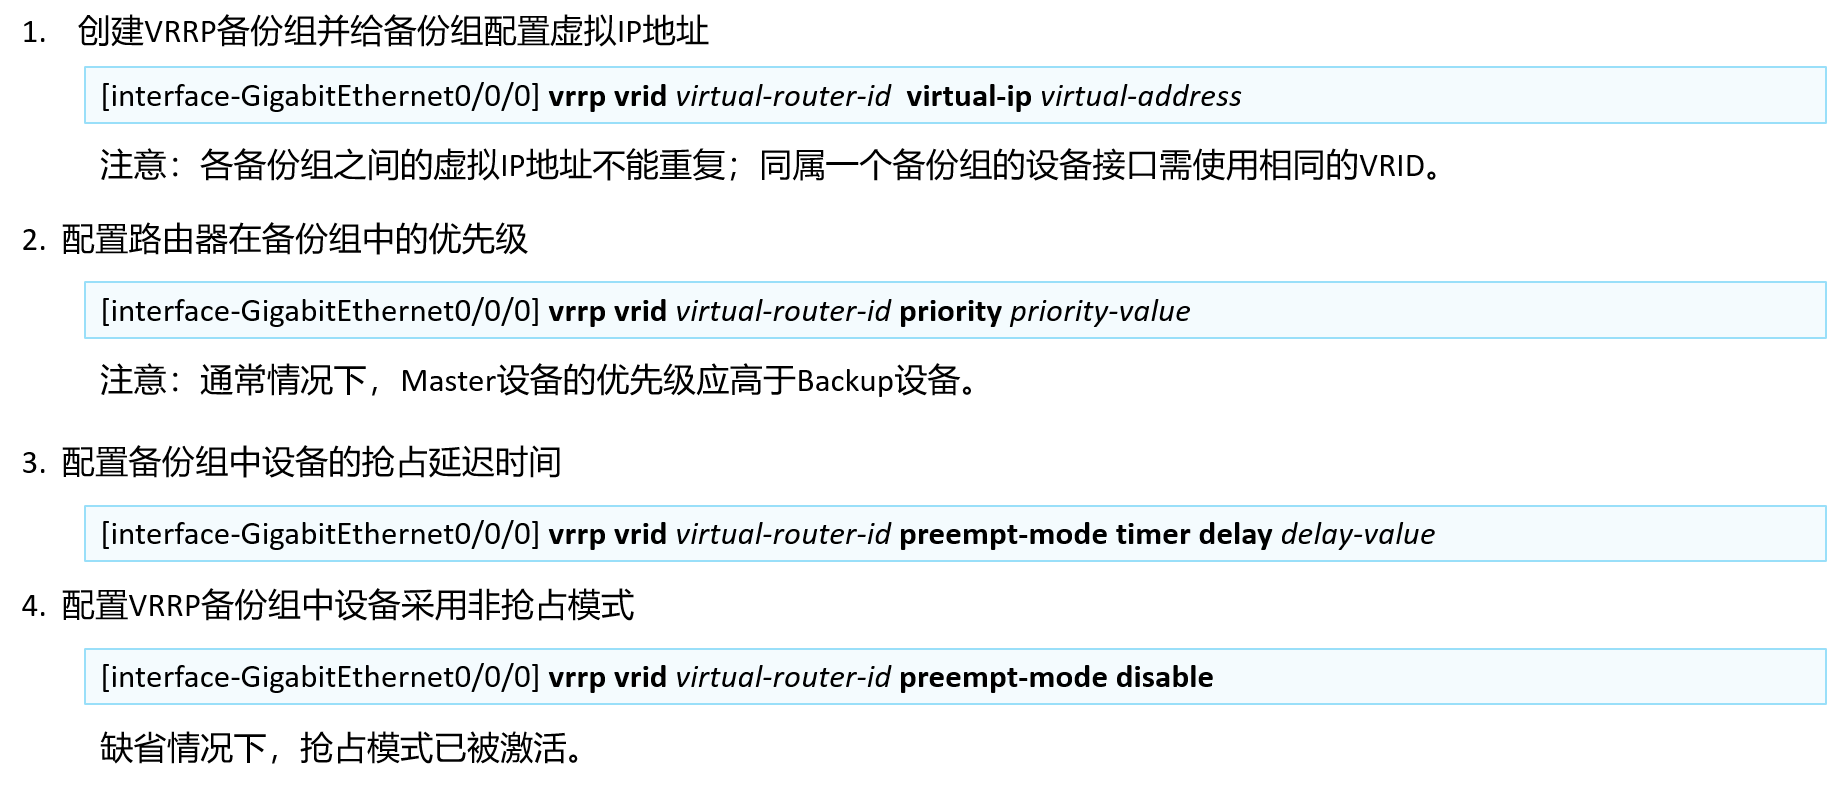 1. 创建VRRP备份组并给备份组配置虚拟IP地址
[interface-GigabitEthernet0/0/0] vrrp vrid virtual-router-id virtual-ip virtual-address
注意：各备份组之间的虚拟IP地址不能重复；同属一个备份组的设备接口需使用相同的VRID。
2. 配置路由器在备份组中的优先级
[interface-GigabitEthernet0/0/0] vrrp vrid virtual-router-id priority priority-value
注意：通常情况下，Master设备的优先级应高于Backup设备。
3. 配置备份组中设备的抢占延迟时间
[interface-GigabitEthernet0/0/0] vrrp vrid virtual-router-id preempt-mode timer delay delay-value
4. 配置VRRP备份组中设备采用非抢占模式
[interface-GigabitEthernet0/0/0] vrrp vrid virtual-router-id preempt-mode disable
缺省情况下，抢占模式已被激活。